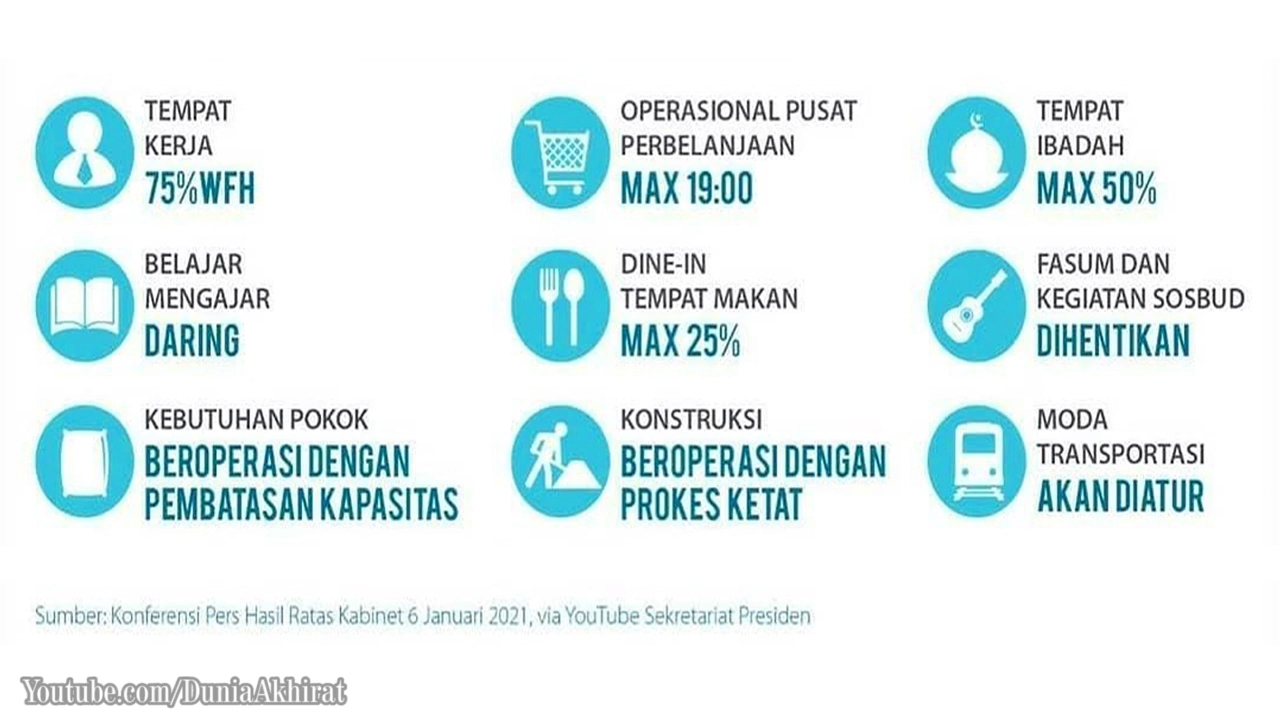 TEMPAT
KERJA
75%WFH
OPERASIONAL PUSAT
PERBELANJAAN
MAX 19:00
TEMPAT
IBADAH
MAX 50%
BELAJAR
MENGAJAR
DARING
DINE-IN
TEMPAT MAKAN
MAX 25%
FASUM DAN
KEGIATAN SOSBUD
DIHENTIKAN
KEBUTUHAN POKOK
BEROPERASI DENGAN
PEMBATASAN KAPASITAS
KONSTRUKSI
BEROPERASI DENGAN
PROKES KETAT
MODA
TRANSPORTASI
AKAN DIATUR
Sumber: Konferensi Pers Hasil Ratas Kabinet 6 Januari 2021, via YouTube Sekretariat Presiden
Youtube.com/DuniaAkhirat